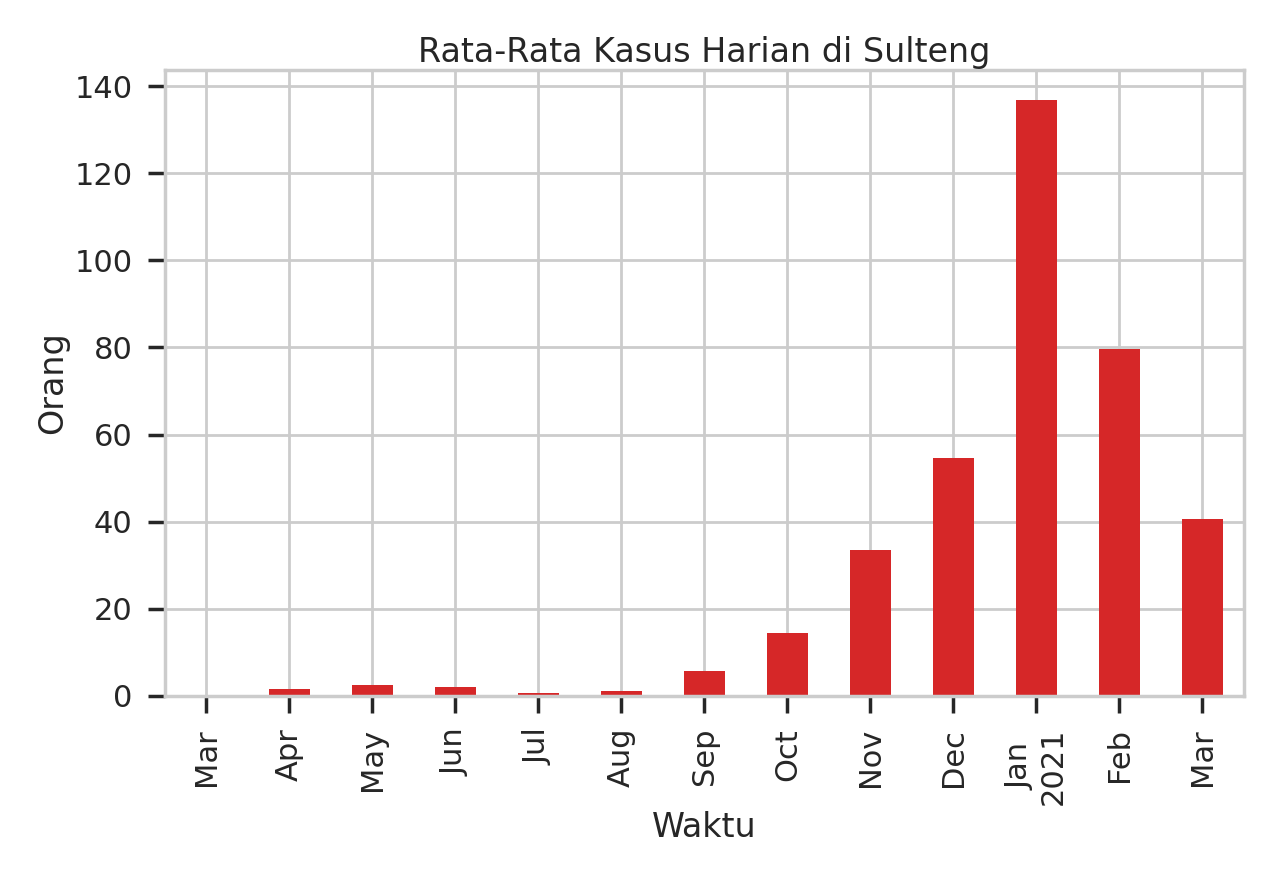 Rata-Rata Kasus Harian di Sulteng
140
120
100
80
60
40
20
0
Orang
Mar
Apr
May
Jun
Jul
Aug
Sep
Oct
Nov
Dec
Jan
2021
Feb
Mar
Waktu